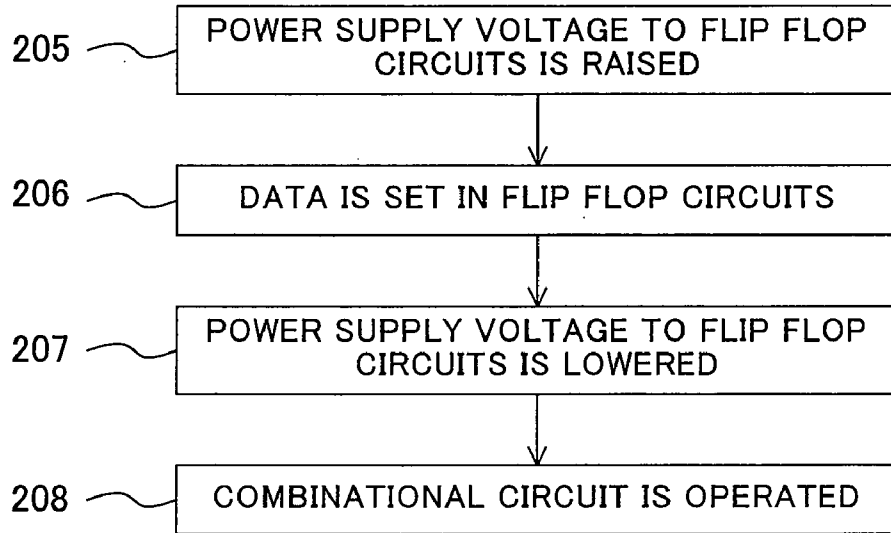 205
POWER SUPPLY VOLTAGE TO FLIP FLOP
CIRCUITS IS RAISED
206
DATA IS SET IN FLIP FLOP CIRCUITS
207
POWER SUPPLY VOLTAGE TO FLIP FLOP
CIRCUITS IS LOWERED
208
COMBINATIONAL CIRCUIT IS OPERATED